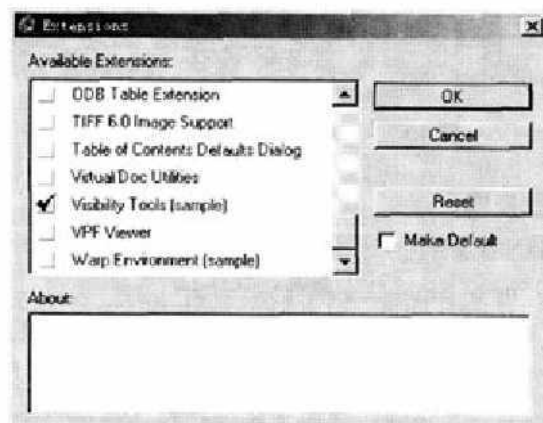 Extensions
Available Extensions:
ODB Table Extension
TIFF 6.0 Image Support
Table of Contents Defaults Dialog
Virtual Doc Utilities
Visibility Tools (sample)
VPF Viewer
Warp Environment (sample)
OK
Cancel
Reset
Make Default
About: